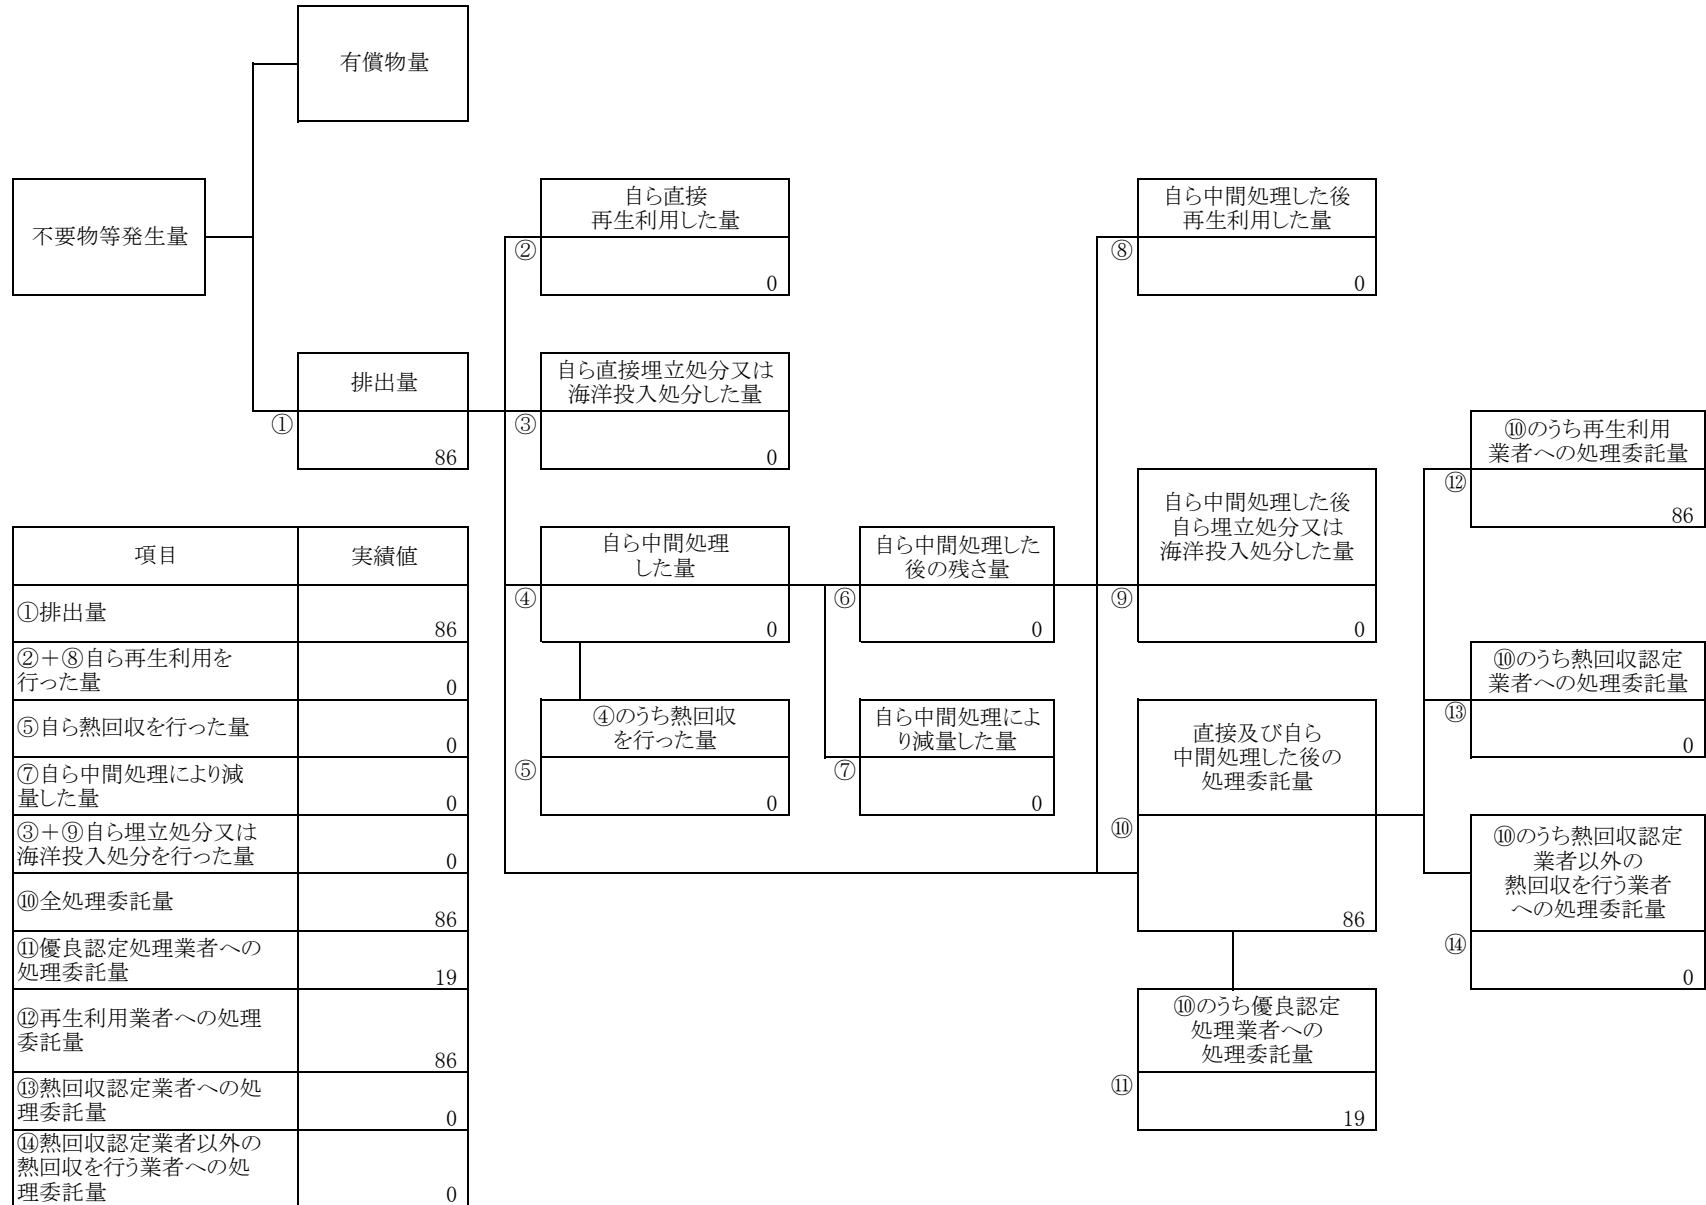 有償物量
不要物等発生量
自ら直接
再生利用した量
②
0
自ら中間処理した後
再生利用した量
⑧
0
排出量
①
86
自ら直接埋立処分又は
海洋投入処分した量
③
0
⑩のうち再生利用
業者への処理委託量
⑫
86
自ら中間処理した後
自ら埋立処分又は
海洋投入処分した量
⑨
0
自ら中間処理
した量
④
0
自ら中間処理した
後の残さ量
⑥
0
⑩のうち熱回収認定
業者への処理委託量
⑬
0
④のうち熱回収
を行った量
⑤
0
自ら中間処理によ
り減量した量
⑦
0
直接及び自ら
中間処理した後の
処理委託量
⑩
86
⑩のうち熱回収認定
業者以外の
熱回収を行う業者
への処理委託量
⑭
0
⑩のうち優良認定
処理業者への
処理委託量
⑪
19
項目 実績値
①排出量
86
②＋⑧自ら再生利用を
行った量 0
⑤自ら熱回収を行った量
0
⑦自ら中間処理により減
量した量 0
③＋⑨自ら埋立処分又は
海洋投入処分を行った量 0
⑩全処理委託量
86
⑪優良認定処理業者への
処理委託量 19
⑫再生利用業者への処理
委託量
86
⑬熱回収認定業者への処
理委託量 0
⑭熱回収認定業者以外の
熱回収を行う業者への処
理委託量 0